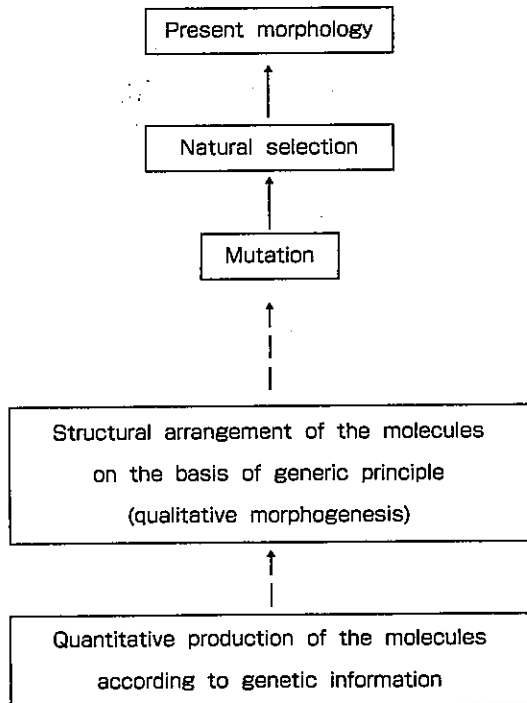 Present morphology
Natural selection
Mutation
Structural arrangement of the molecules
on the basis of generic principle
(qualitative morphogenesis)
Quantitative production of the molecules
according to genetic information